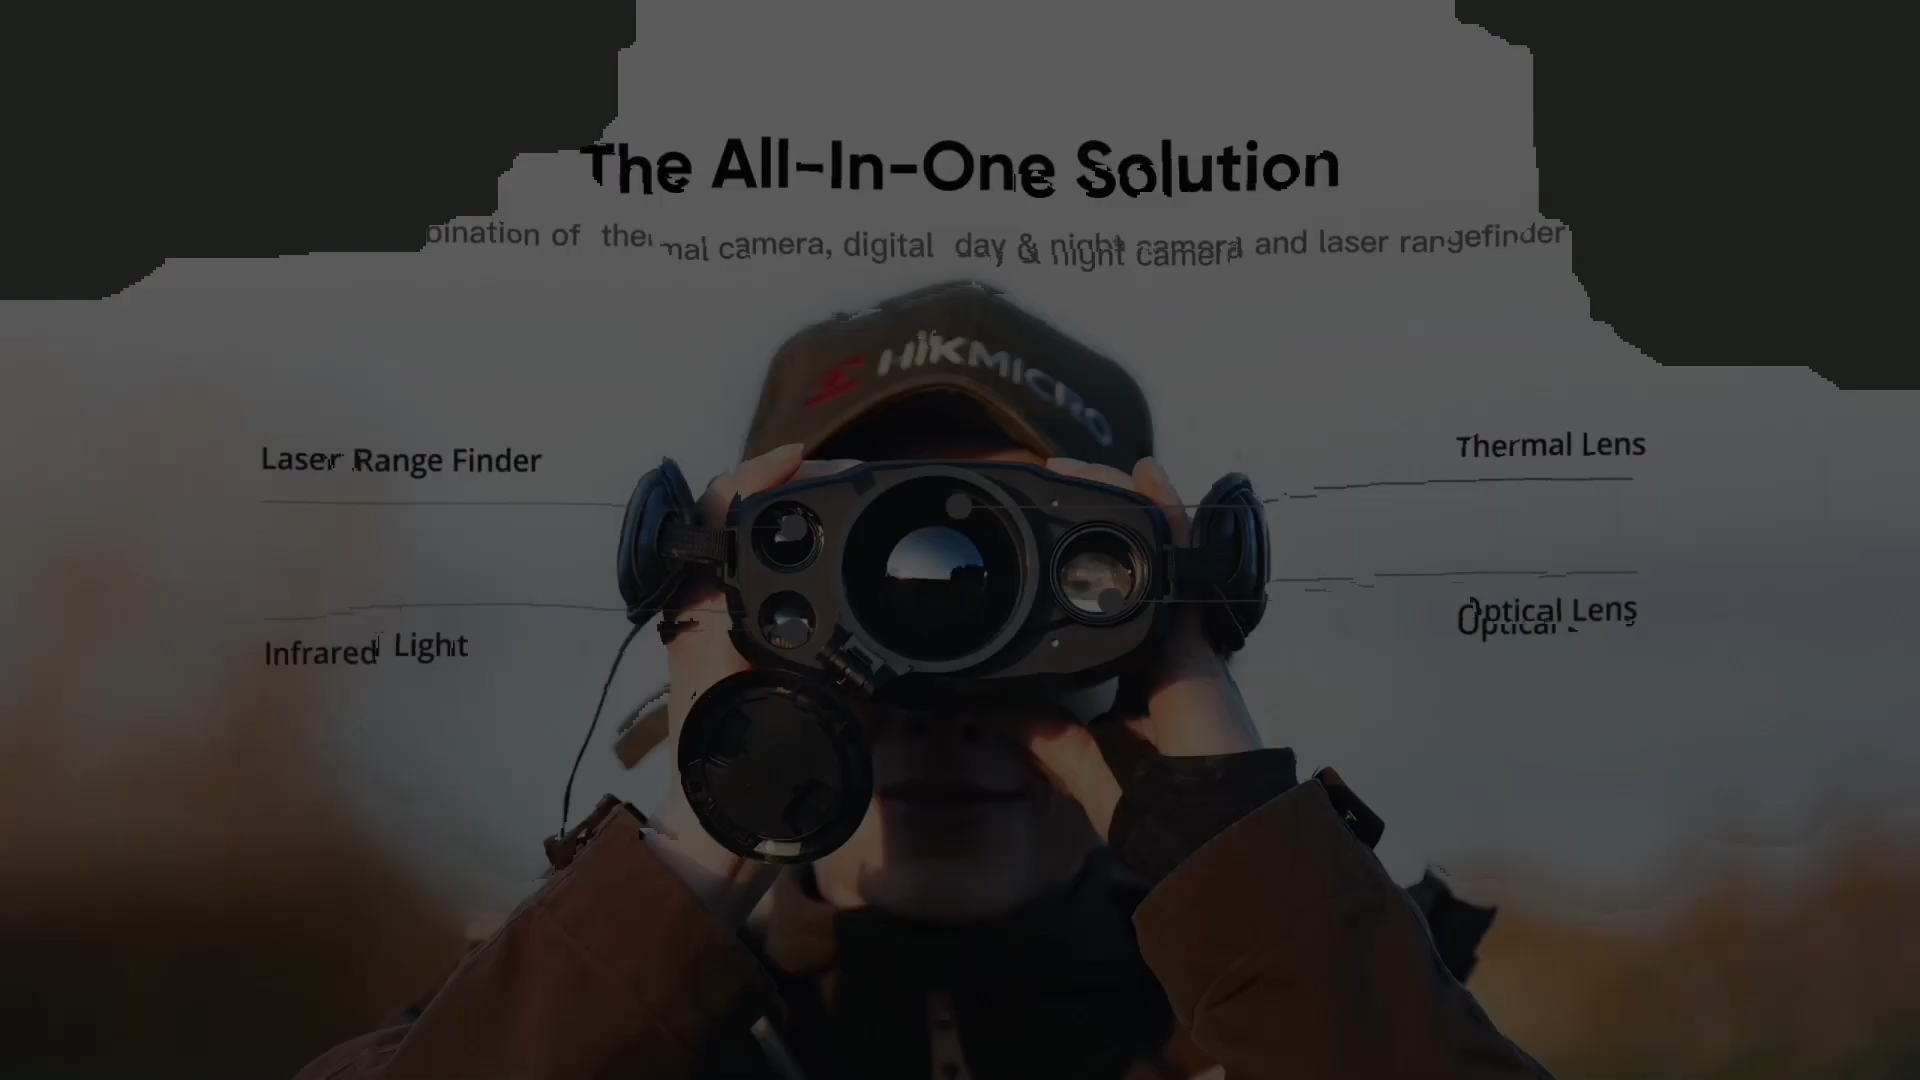 The All-In-One Solution
of thermal camera, digital day & night camera and laser rangefinder
HIKMICRO
Laser Range Finder
Thermal Lens
Infrared Light
Optical Lens